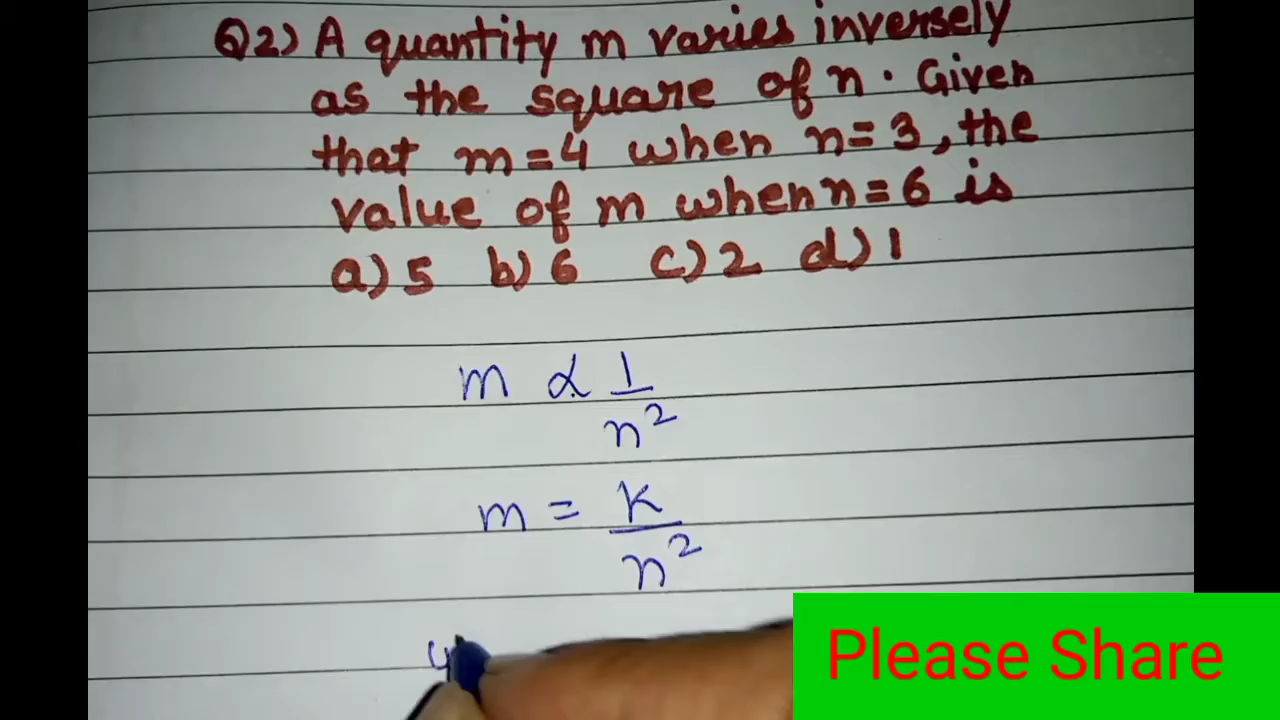 Q2) A quantity m varies inversely
as the square of n. Given
that m=4 when n=3, the
value of m when n=6 is
a) 5 b) 6 c) 2 d) 1
m ∝ 1/n²
m = K/n²
4
Please Share